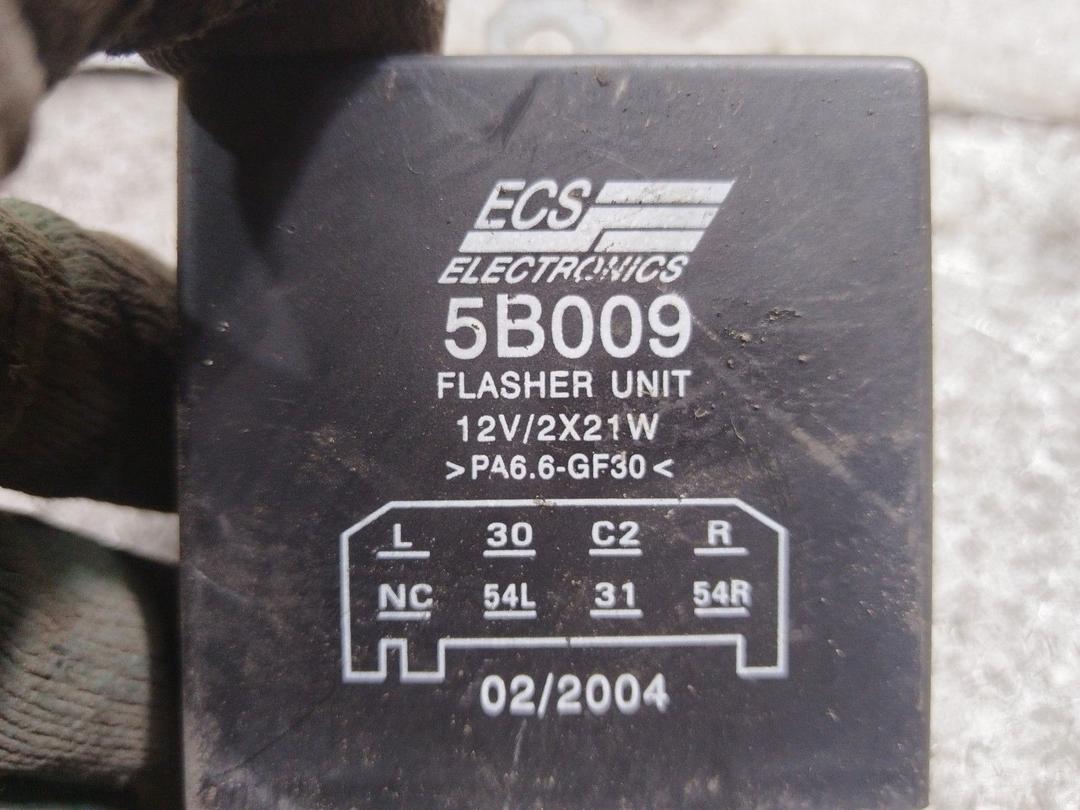 ECS
ELECTRONICS
5B009
FLASHER UNIT
12V/2X21W
>PA6.6-GF30<
L 30 C2 R
NC 54L 31 54R
02/2004